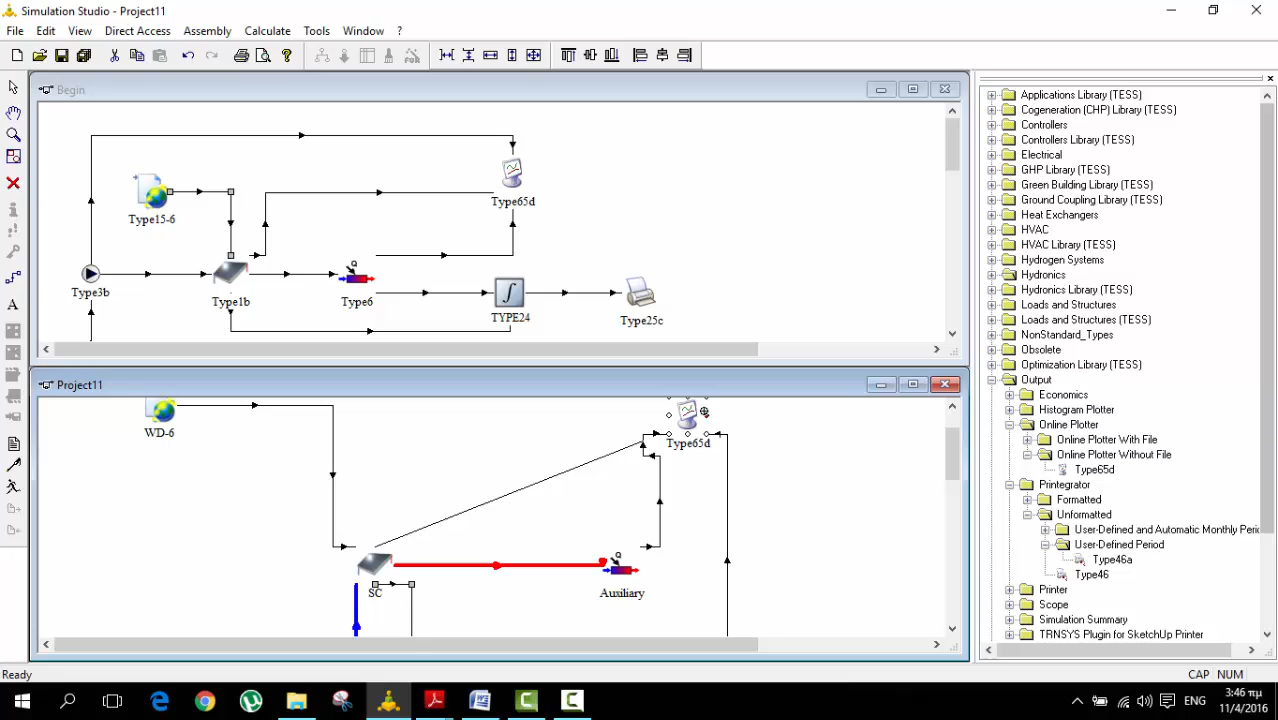 Simulation Studio - Project11
File Edit View Direct Access Assembly Calculate Tools Window ?
Begin
Type15-6
Type65d
Type3b
Type1b
Type6
TYPE24
Type25c
Project11
WD-6
Type65d
SC
Auxiliary
Applications Library (TESS)
Cogeneration (CHP) Library (TESS)
Controllers
Controllers Library (TESS)
Electrical
GHP Library (TESS)
Green Building Library (TESS)
Ground Coupling Library (TESS)
Heat Exchangers
HVAC
HVAC Library (TESS)
Hydrogen Systems
Hydronics
Hydronics Library (TESS)
Loads and Structures
Loads and Structures (TESS)
NonStandard_Types
Obsolete
Optimization Library (TESS)
Output
Economics
Histogram Plotter
Online Plotter
Online Plotter With File
Online Plotter Without File
Type65d
Printegrator
Formatted
Unformatted
User-Defined and Automatic Monthly Perio
User-Defined Period
Type46a
Type46
Printer
Scope
Simulation Summary
TRNSYS Plugin for SketchUp Printer
Ready
CAP NUM
ENG
3:46 πμ
11/4/2016